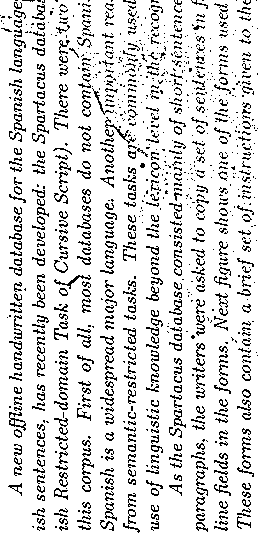 A new offline handwritten database for the Spanish language
ish sentences, has recently been developed: the Spartacus databas
ish Restricted-domain Task of Cursive Script). There were two
this corpus. First of all, most databases do not contain Spani
Spanish is a widespread major language. Another important rea
from semantic-restricted tasks. These tasks are commonly used
use of linguistic knowledge beyond the lexicon level in the recogn
As the Spartacus database consisted mainly of short sentence
paragraphs, the writers were asked to copy a set of sentences in f
line fields in the forms. Next figure shows one of the forms used
These forms also contain a brief set of instructions given to the